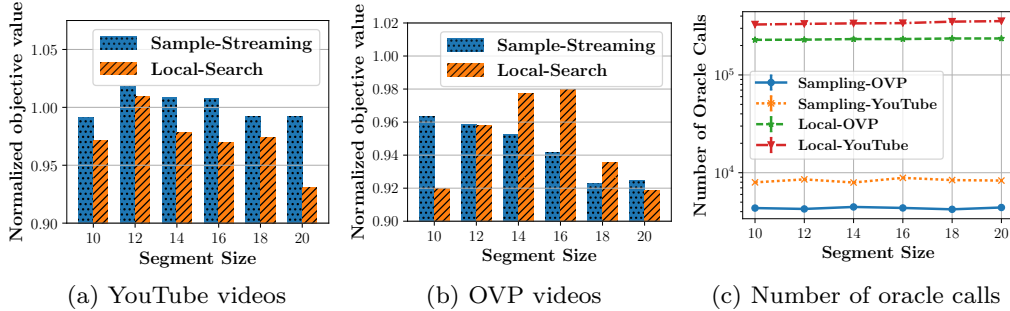 Normalized objective value
1.05
1.00
0.95
0.90
Sample-Streaming
Local-Search
10 12 14 16 18 20
Segment Size
(a) YouTube videos
Normalized objective value
1.02
1.00
0.98
0.96
0.94
0.92
0.90
Sample-Streaming
Local-Search
10 12 14 16 18 20
Segment Size
(b) OVP videos
Number of Oracle Calls
10^5
10^4
Sampling-OVP
Sampling-YouTube
Local-OVP
Local-YouTube
10 12 14 16 18 20
Segment Size
(c) Number of oracle calls